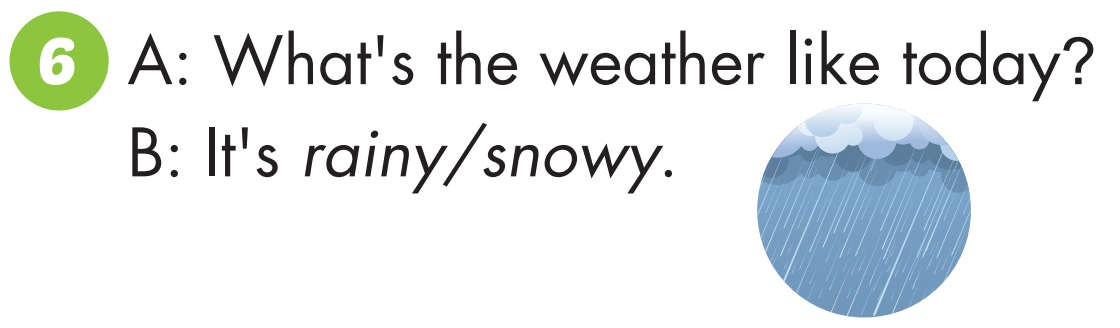 6 A: What's the weather like today?
B: It's rainy/snowy.